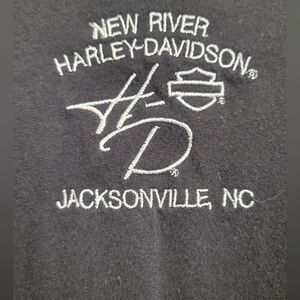 NEW RIVER
HARLEY-DAVIDSON®
H-D®
JACKSONVILLE, NC